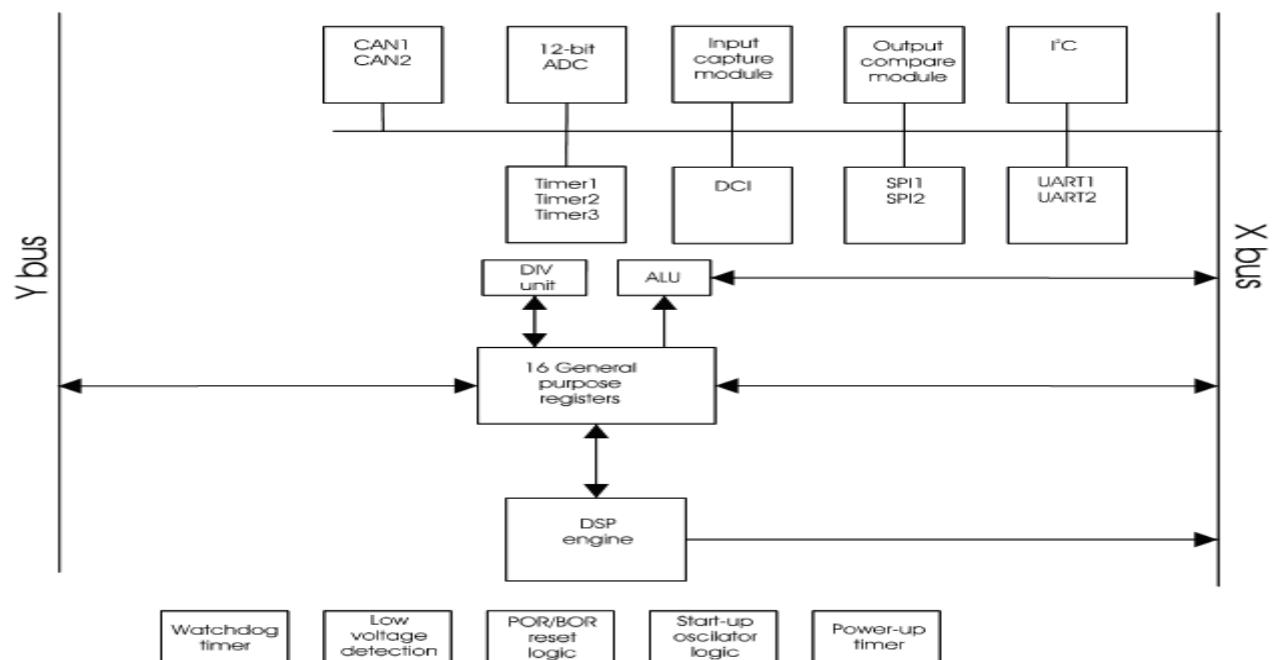 CAN1
CAN2
12-bit
ADC
Input
capture
module
Output
compare
module
I²C
Timer1
Timer2
Timer3
DCI
SPI1
SPI2
UART1
UART2
Y bus
X bus
DIV
unit
ALU
16 General
purpose
registers
DSP
engine
Watchdog
timer
Low
voltage
detection
POR/BOR
reset
logic
Start-up
oscilator
logic
Power-up
timer